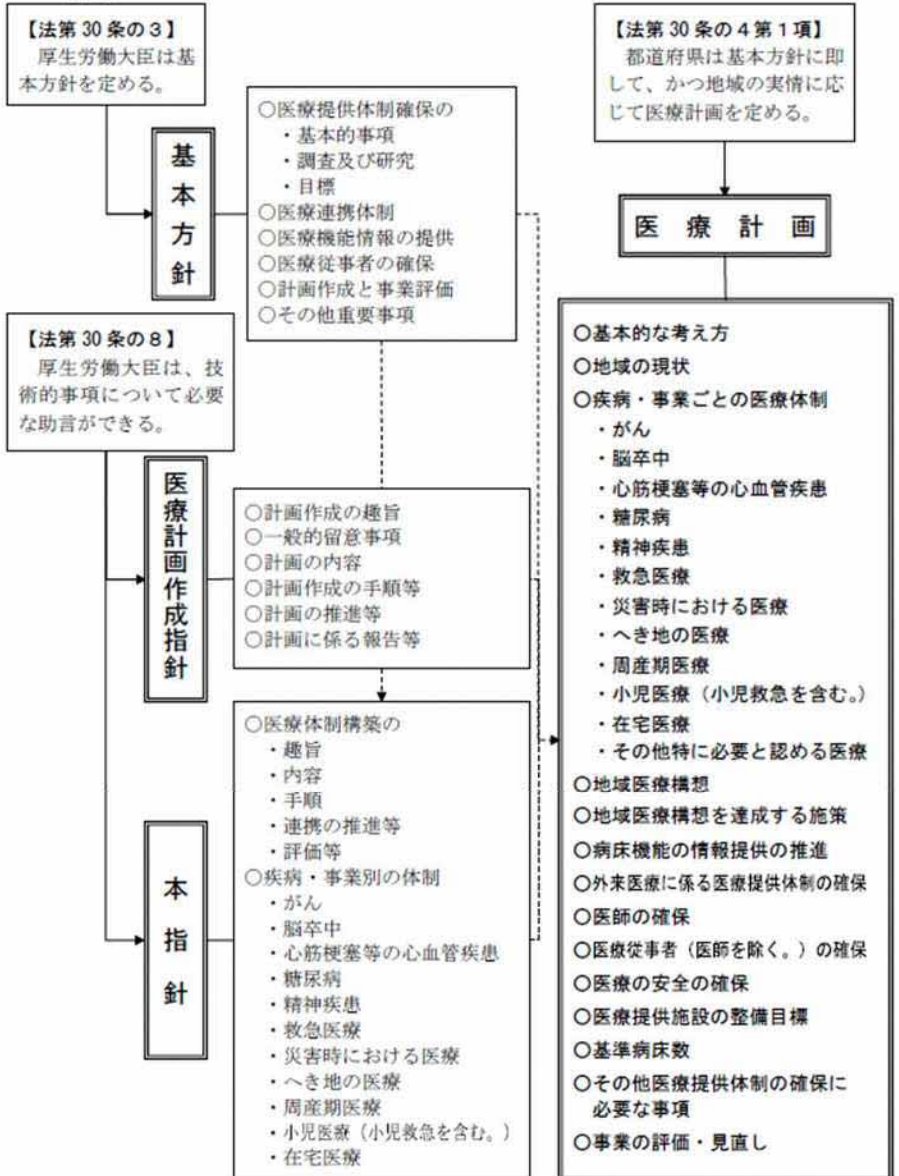 【法第30条の3】
厚生労働大臣は基
本方針を定める。
基本方針
○医療提供体制確保の
・基本的事項
・調査及び研究
・目標
○医療連携体制
○医療機能情報の提供
○医療従事者の確保
○計画作成と事業評価
○その他重要事項
【法第30条の8】
厚生労働大臣は、技
術的事項について必要
な助言ができる。
医療計画作成指針
○計画作成の趣旨
○一般的留意事項
○計画の内容
○計画作成の手順等
○計画の推進等
○計画に係る報告等
本指針
○医療体制構築の
・趣旨
・内容
・手順
・連携の推進等
・評価等
○疾病・事業別の体制
・がん
・脳卒中
・心筋梗塞等の心血管疾患
・糖尿病
・精神疾患
・救急医療
・災害時における医療
・へき地の医療
・周産期医療
・小児医療（小児救急を含む。）
・在宅医療
【法第30条の4第1項】
都道府県は基本方針に即
して、かつ地域の実情に応
じて医療計画を定める。
医療計画
○基本的な考え方
○地域の現状
○疾病・事業ごとの医療体制
・がん
・脳卒中
・心筋梗塞等の心血管疾患
・糖尿病
・精神疾患
・救急医療
・災害時における医療
・へき地の医療
・周産期医療
・小児医療（小児救急を含む。）
・在宅医療
・その他特に必要と認める医療
○地域医療構想
○地域医療構想を達成する施策
○病床機能の情報提供の推進
○外来医療に係る医療提供体制の確保
○医師の確保
○医療従事者（医師を除く。）の確保
○医療の安全の確保
○医療提供施設の整備目標
○基準病床数
○その他医療提供体制の確保に
必要な事項
○事業の評価・見直し